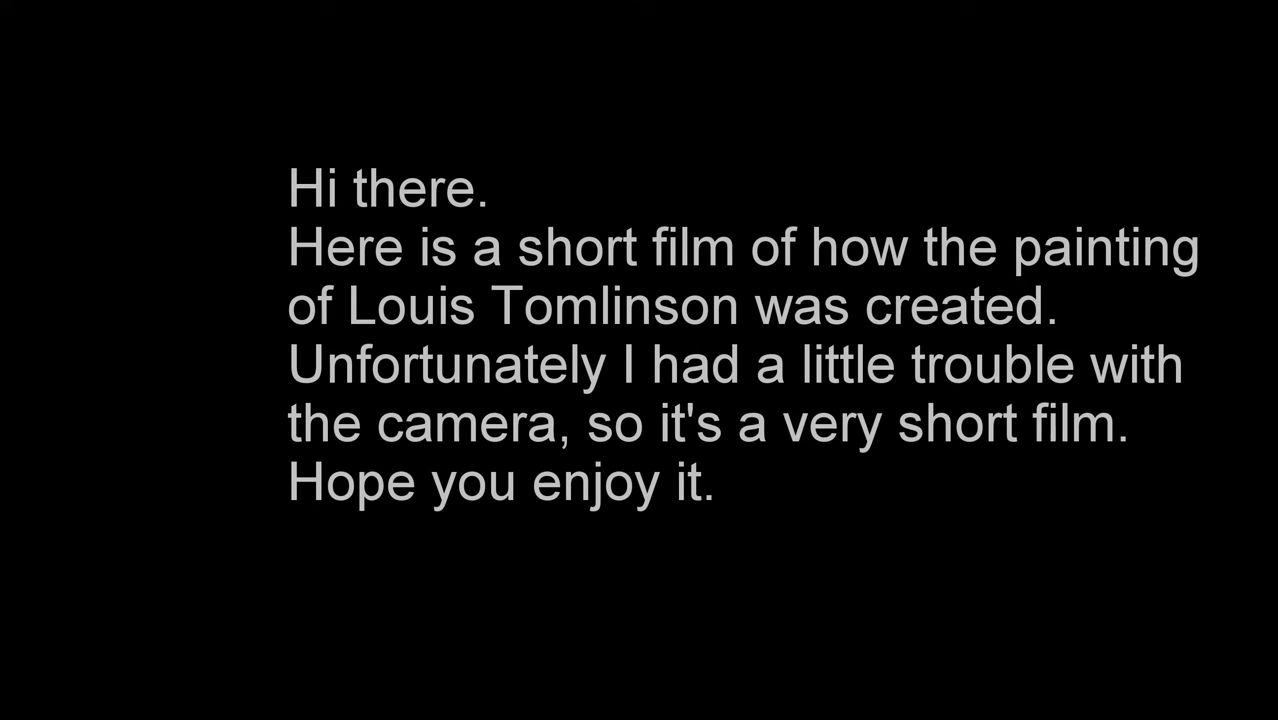 Hi there.
Here is a short film of how the painting
of Louis Tomlinson was created.
Unfortunately I had a little trouble with
the camera, so it's a very short film.
Hope you enjoy it.